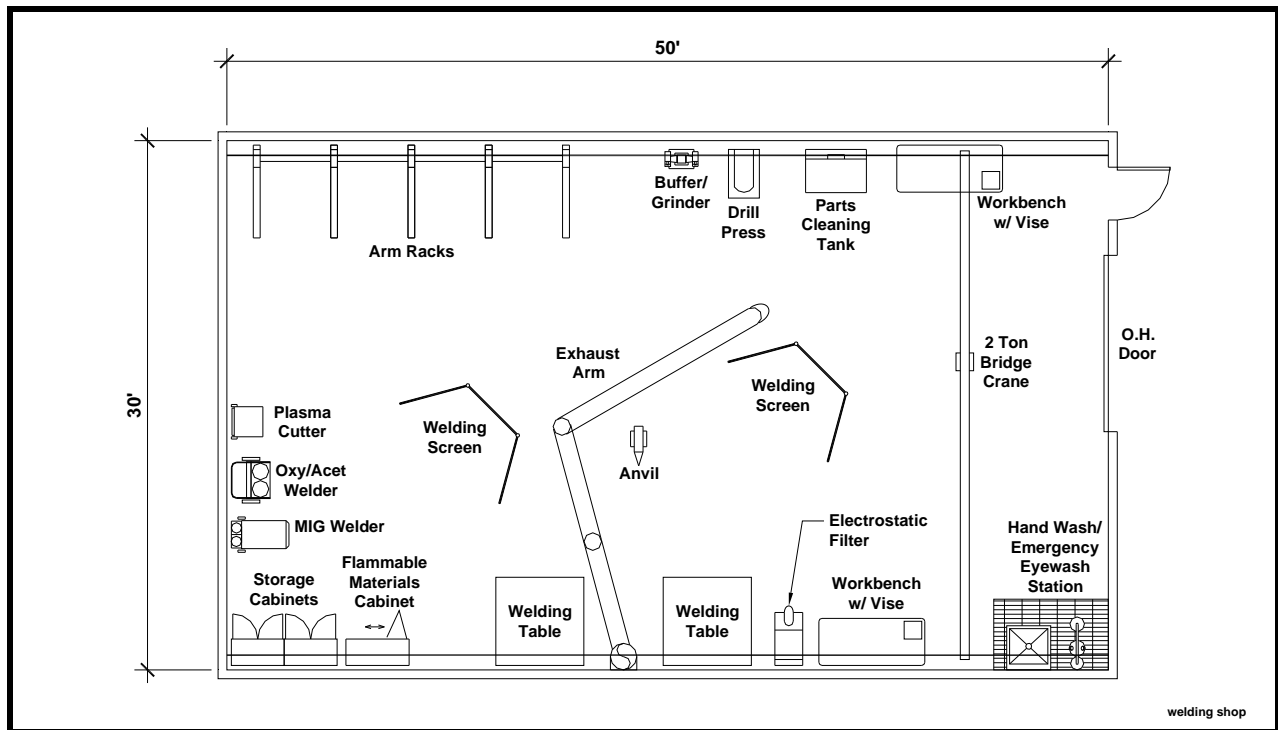 50'
30'
Arm Racks
Buffer/
Grinder
Drill
Press
Parts
Cleaning
Tank
Workbench
w/ Vise
Exhaust
Arm
Welding
Screen
2 Ton
Bridge
Crane
O.H.
Door
Plasma
Cutter
Welding
Screen
Oxy/Acet
Welder
Anvil
MIG Welder
Electrostatic
Filter
Hand Wash/
Emergency
Eyewash
Station
Storage
Cabinets
Flammable
Materials
Cabinet
Welding
Table
Welding
Table
Workbench
w/ Vise
welding shop